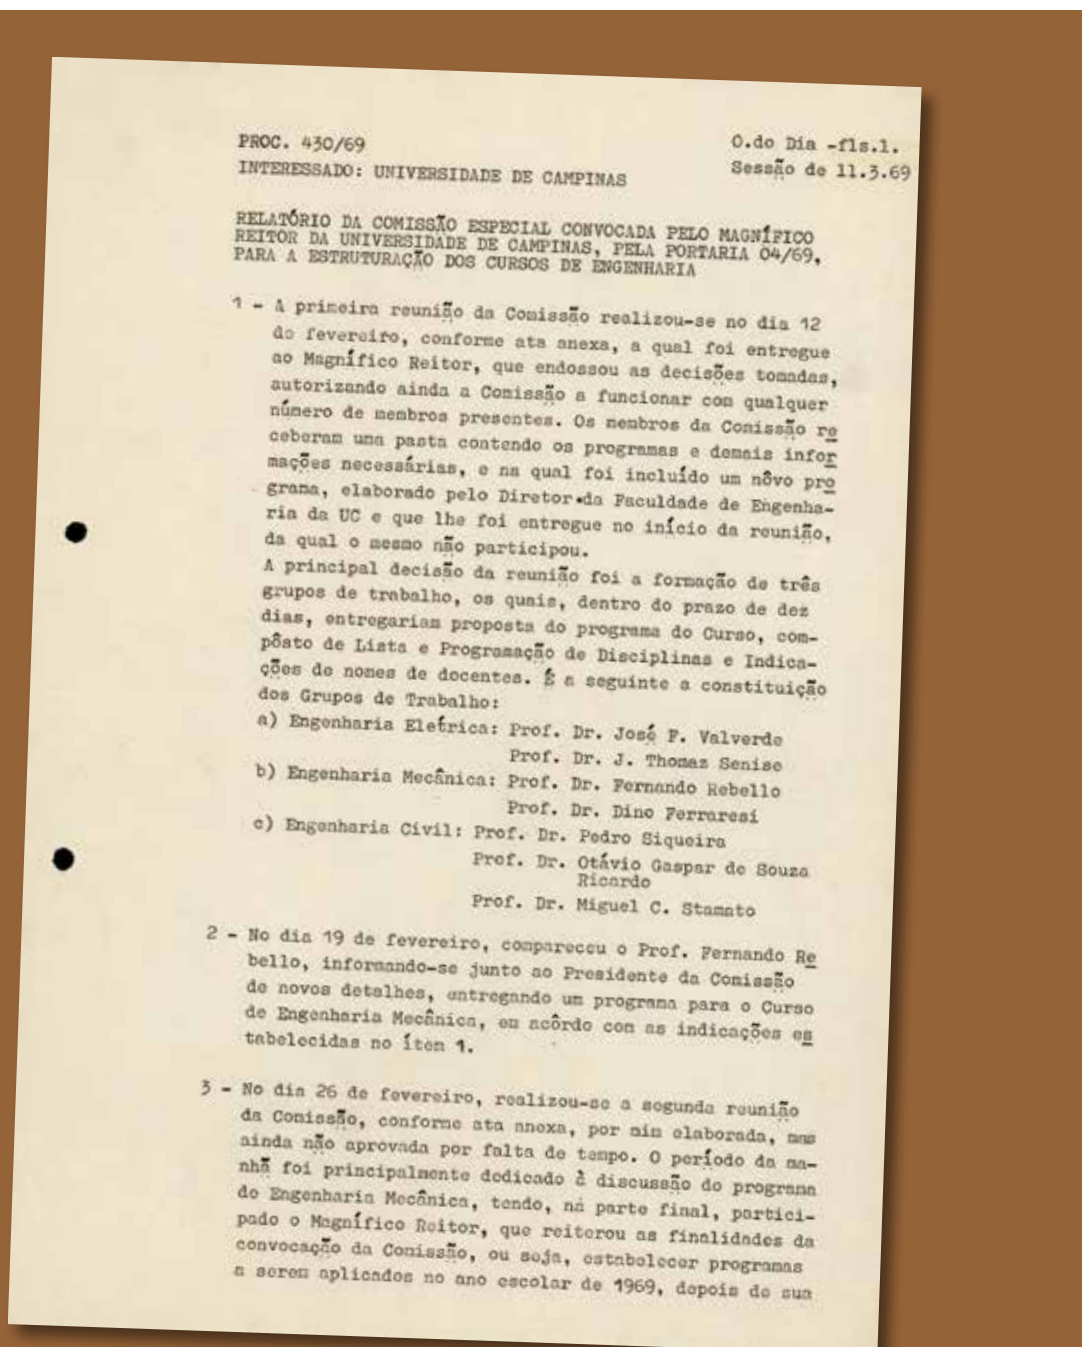 PROC. 430/69
O.do Dia -fls.1.
INTERESSADO: UNIVERSIDADE DE CAMPINAS
Sessão de 11.3.69
RELATÓRIO DA COMISSÃO ESPECIAL CONVOCADA PELO MAGNÍFICO
REITOR DA UNIVERSIDADE DE CAMPINAS, PELA PORTARIA 04/69,
PARA A ESTRUTURAÇÃO DOS CURSOS DE ENGENHARIA
1 - A primeira reunião da Comissão realizou-se no dia 12
de fevereiro, conforme ata anexa, a qual foi entregue
ao Magnífico Reitor, que endossou as decisões tomadas,
autorizando ainda a Comissão a funcionar com qualquer
número de membros presentes. Os membros da Comissão re
ceberam uma pasta contendo os programas e demais infor
mações necessárias, e na qual foi incluído um nôvo pro
grama, elaborado pelo Diretor da Faculdade de Engenha-
ria da UC e que lhe foi entregue no início da reunião,
da qual o mesmo não participou.
A principal decisão da reunião foi a formação de três
grupos de trabalho, os quais, dentro do prazo de dez
dias, entregariam proposta do programa do Curso, com-
pôsto de Lista e Programação de Disciplinas e Indica-
ções de nomes de docentes. É a seguinte a constituição
dos Grupos de Trabalho:
a) Engenharia Elétrica: Prof. Dr. José F. Valverde
Prof. Dr. J. Thomaz Senise
b) Engenharia Mecânica: Prof. Dr. Fernando Rebello
Prof. Dr. Dino Ferraresi
c) Engenharia Civil: Prof. Dr. Pedro Siqueira
Prof. Dr. Otávio Gaspar de Souza
Ricardo
Prof. Dr. Miguel C. Stamato
2 - No dia 19 de fevereiro, compareceu o Prof. Fernando Re
bello, informando-se junto ao Presidente da Comissão
de novos detalhes, entregando um programa para o Curso
de Engenharia Mecânica, em acôrdo com as indicações es
tabelecidas no ítem 1.
3 - No dia 26 de fevereiro, realizou-se a segunda reunião
da Comissão, conforme ata anexa, por mim elaborada, mas
ainda não aprovada por falta de tempo. O período da ma-
nhã foi principalmente dedicado à discussão do programa
de Engenharia Mecânica, tendo, na parte final, partici-
pado o Magnífico Reitor, que reiterou as finalidades da
convocação da Comissão, ou seja, estabelecer programas
a serem aplicados no ano escolar de 1969, depois de sua